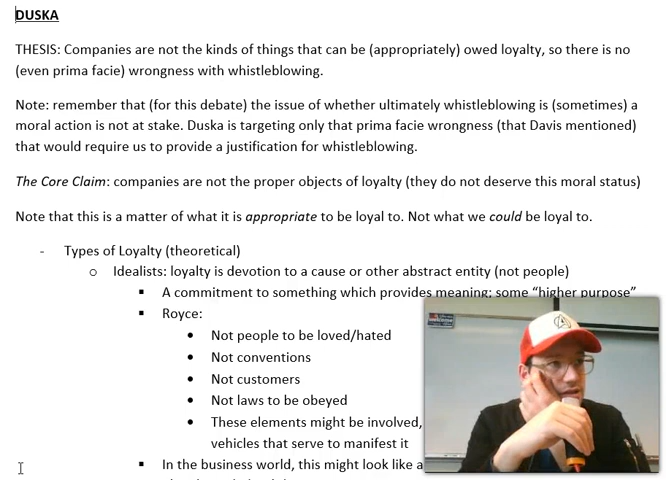 DUSKA
THESIS: Companies are not the kinds of things that can be (appropriately) owed loyalty, so there is no
(even prima facie) wrongness with whistleblowing.
Note: remember that (for this debate) the issue of whether ultimately whistleblowing is (sometimes) a
moral action is not at stake. Duska is targeting only that prima facie wrongness (that Davis mentioned)
that would require us to provide a justification for whistleblowing.
The Core Claim: companies are not the proper objects of loyalty (they do not deserve this moral status)
Note that this is a matter of what it is appropriate to be loyal to. Not what we could be loyal to.
- Types of Loyalty (theoretical)
o Idealists: loyalty is devotion to a cause or other abstract entity (not people)
▪ A commitment to something which provides meaning; some “higher purpose”
▪ Royce:
• Not people to be loved/hated
• Not conventions
• Not customers
• Not laws to be obeyed
• These elements might be involved,
vehicles that serve to manifest it
▪ In the business world, this might look like a